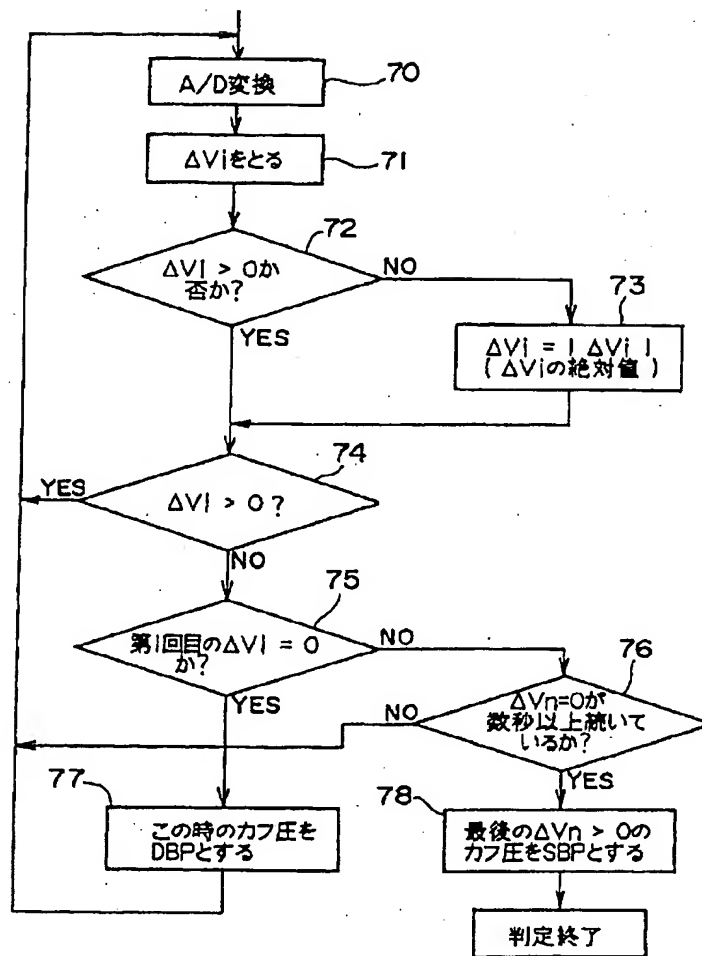 A/D変換
70
ΔViをとる
71
72
ΔVi > 0か
否か?
NO
YES
73
ΔVi = | ΔVi |
( ΔViの絶対値 )
74
YES
ΔVi > 0 ?
NO
75
第1回目のΔVi = 0
か?
NO
YES
76
ΔVn=0が
数秒以上続いて
いるか?
NO
YES
77
この時のカフ圧を
DBPとする
78
最後のΔVn > 0の
カフ圧をSBPとする
判定終了